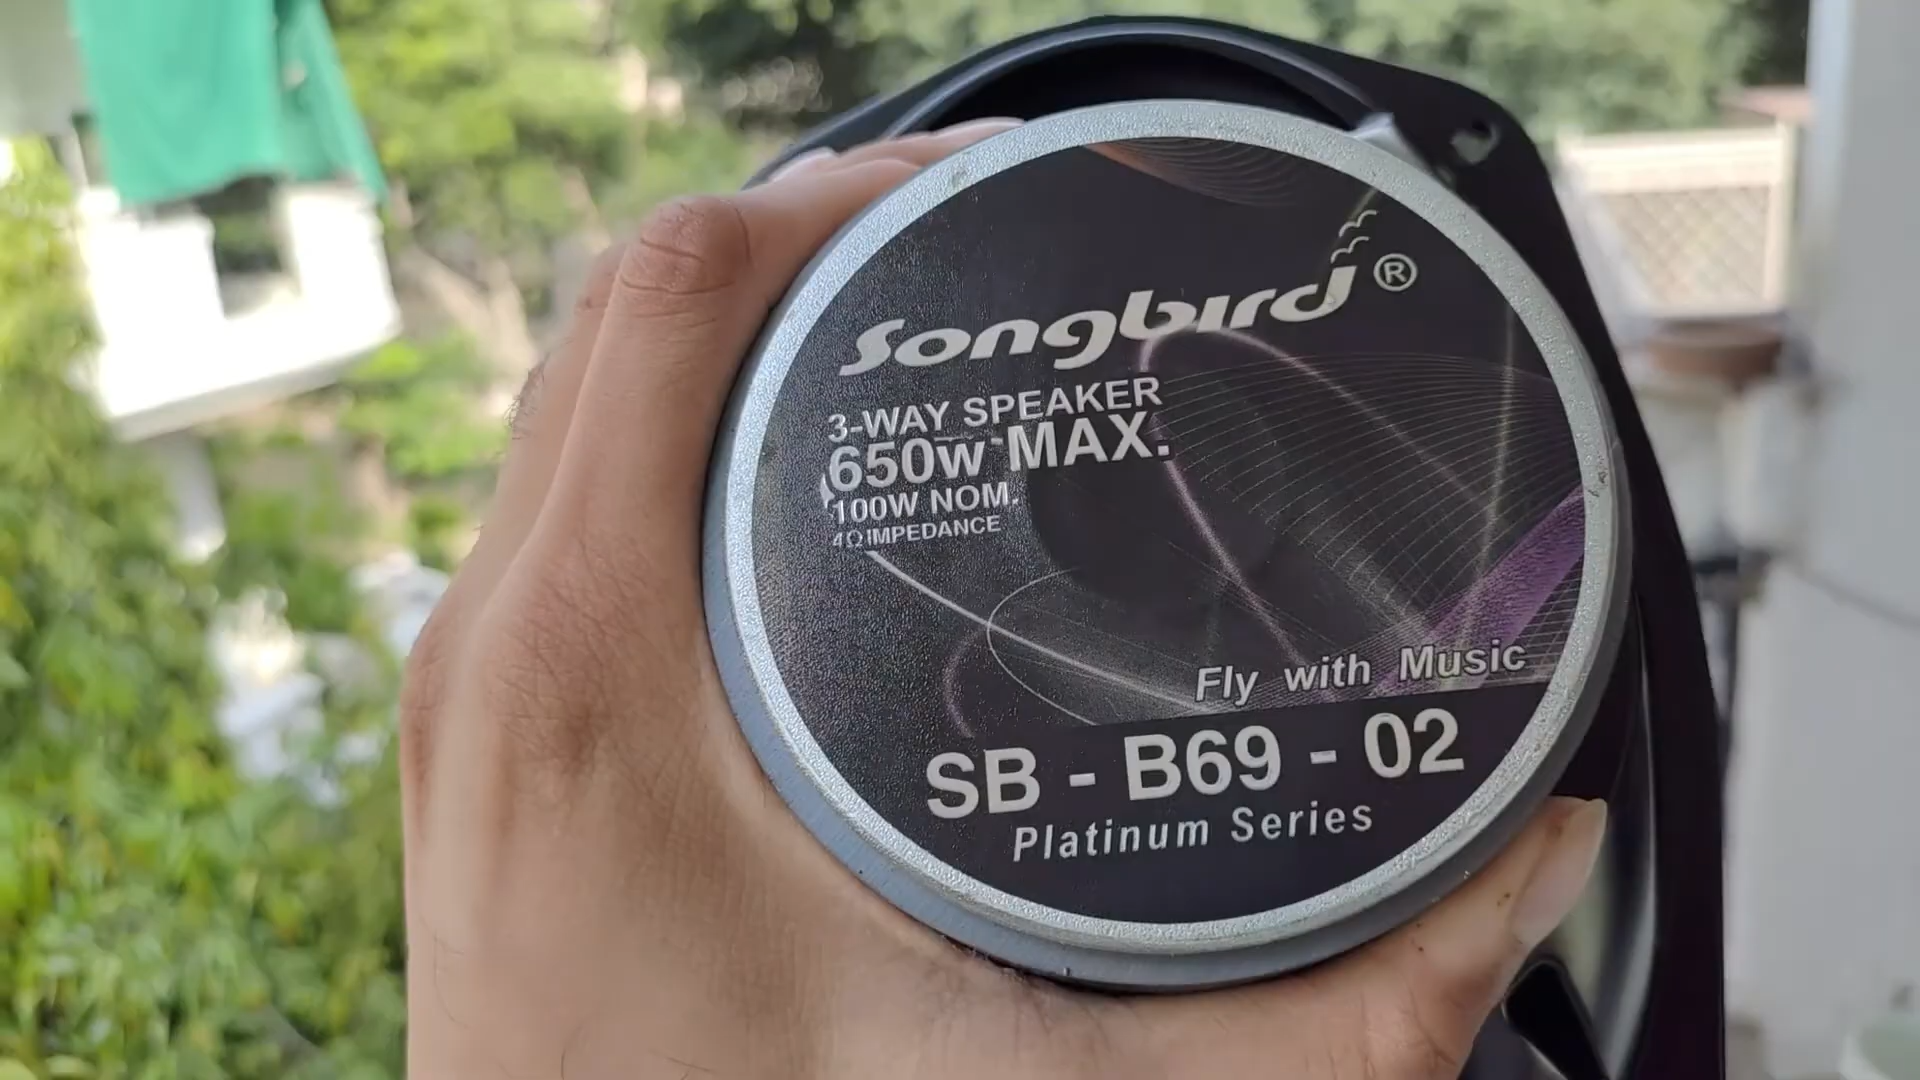 Songbird®
3-WAY SPEAKER
650W MAX.
100W NOM.
4Ω IMPEDANCE
Fly with Music
SB - B69 - 02
Platinum Series